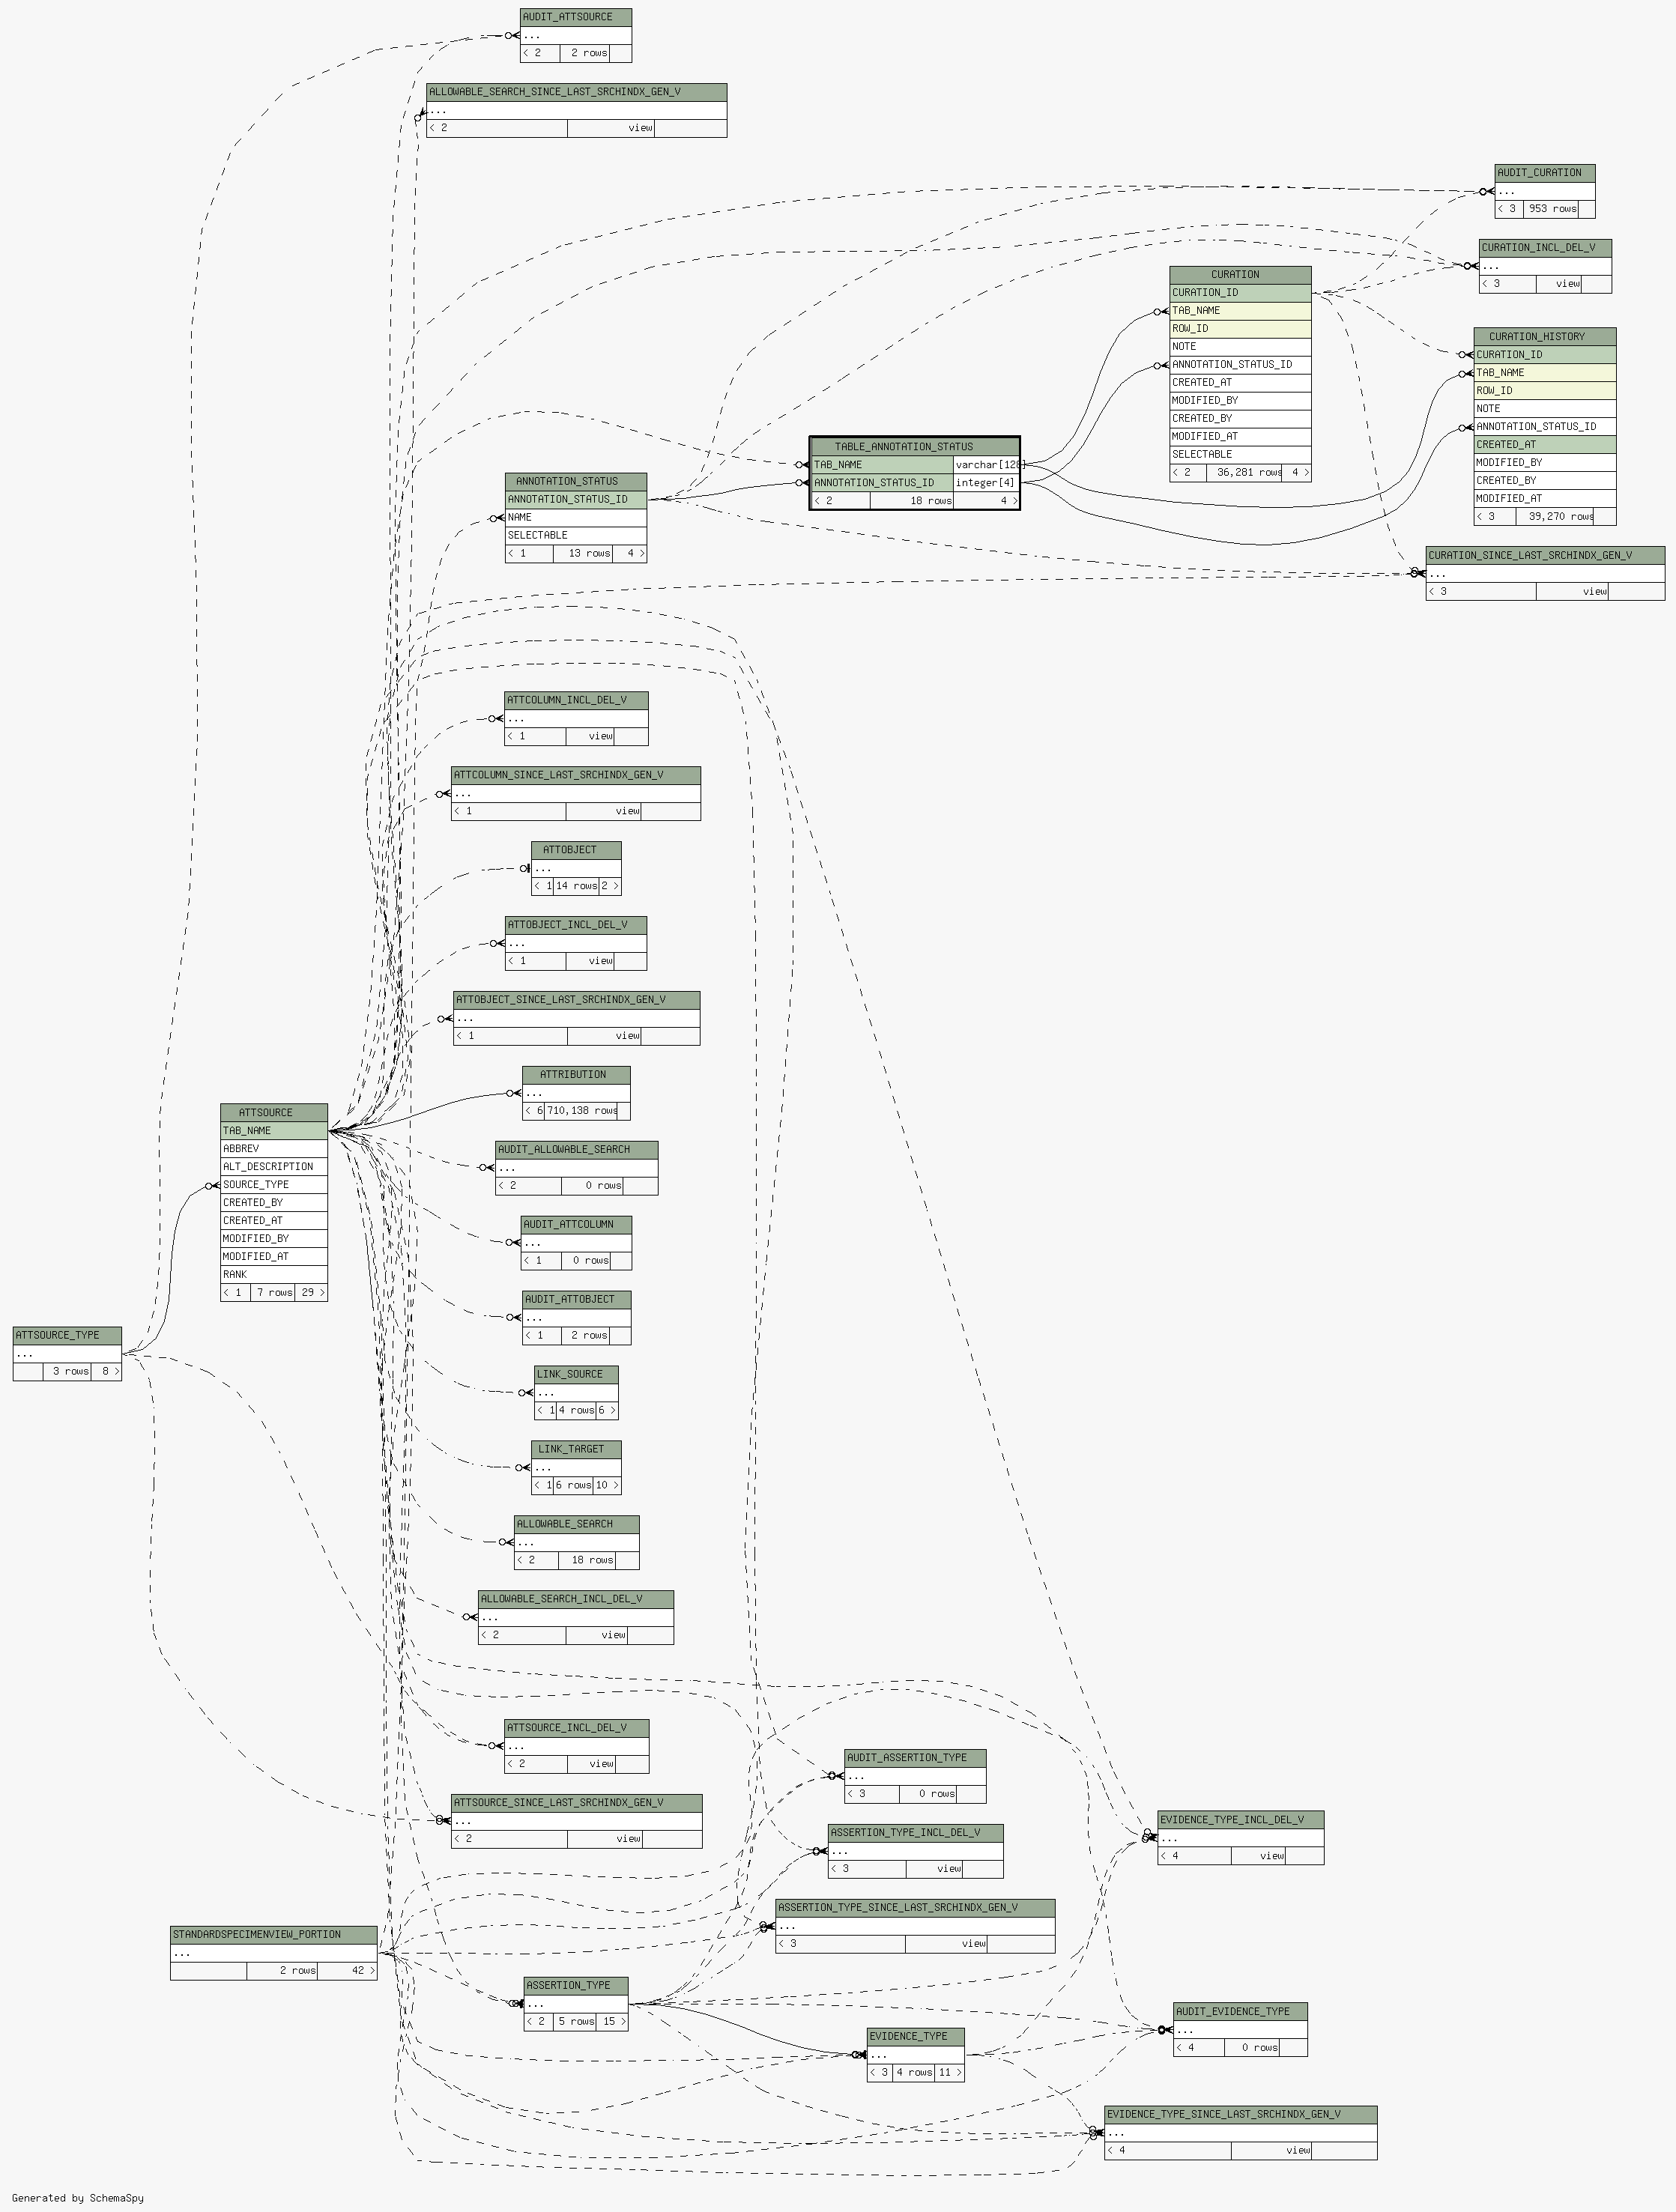 AUDIT_ATTSOURCE
...
< 2 2 rows
ALLOWABLE_SEARCH_SINCE_LAST_SRCHINDX_GEN_V
...
< 2 view
AUDIT_CURATION
...
< 3 953 rows
CURATION_INCL_DEL_V
...
< 3 view
CURATION
CURATION_ID
TAB_NAME
ROW_ID
NOTE
ANNOTATION_STATUS_ID
CREATED_AT
MODIFIED_BY
CREATED_BY
MODIFIED_AT
SELECTABLE
< 2 36,281 rows 4 >
CURATION_HISTORY
CURATION_ID
TAB_NAME
ROW_ID
NOTE
ANNOTATION_STATUS_ID
CREATED_AT
MODIFIED_BY
CREATED_BY
MODIFIED_AT
< 3 39,270 rows
TABLE_ANNOTATION_STATUS
TAB_NAME varchar[128]
ANNOTATION_STATUS_ID integer[4]
< 2 18 rows 4 >
ANNOTATION_STATUS
ANNOTATION_STATUS_ID
NAME
SELECTABLE
< 1 13 rows 4 >
CURATION_SINCE_LAST_SRCHINDX_GEN_V
...
< 3 view
ATTCOLUMN_INCL_DEL_V
...
< 1 view
ATTCOLUMN_SINCE_LAST_SRCHINDX_GEN_V
...
< 1 view
ATTOBJECT
...
< 1 14 rows 2 >
ATTOBJECT_INCL_DEL_V
...
< 1 view
ATTOBJECT_SINCE_LAST_SRCHINDX_GEN_V
...
< 1 view
ATTRIBUTION
...
< 6 710,138 rows
ATTSOURCE
TAB_NAME
ABBREV
ALT_DESCRIPTION
SOURCE_TYPE
CREATED_BY
CREATED_AT
MODIFIED_BY
MODIFIED_AT
RANK
< 1 7 rows 29 >
AUDIT_ALLOWABLE_SEARCH
...
< 2 0 rows
AUDIT_ATTCOLUMN
...
< 1 0 rows
AUDIT_ATTOBJECT
...
< 1 2 rows
ATTSOURCE_TYPE
...
3 rows 8 >
LINK_SOURCE
...
< 1 4 rows 6 >
LINK_TARGET
...
< 1 6 rows 10 >
ALLOWABLE_SEARCH
...
< 2 18 rows
ALLOWABLE_SEARCH_INCL_DEL_V
...
< 2 view
ATTSOURCE_INCL_DEL_V
...
< 2 view
AUDIT_ASSERTION_TYPE
...
< 3 0 rows
ATTSOURCE_SINCE_LAST_SRCHINDX_GEN_V
...
< 2 view
EVIDENCE_TYPE_INCL_DEL_V
...
< 4 view
ASSERTION_TYPE_INCL_DEL_V
...
< 3 view
ASSERTION_TYPE_SINCE_LAST_SRCHINDX_GEN_V
...
< 3 view
STANDARDSPECIMENVIEW_PORTION
...
2 rows 42 >
ASSERTION_TYPE
...
< 2 5 rows 15 >
AUDIT_EVIDENCE_TYPE
...
< 4 0 rows
EVIDENCE_TYPE
...
< 3 4 rows 11 >
EVIDENCE_TYPE_SINCE_LAST_SRCHINDX_GEN_V
...
< 4 view
Generated by SchemaSpy